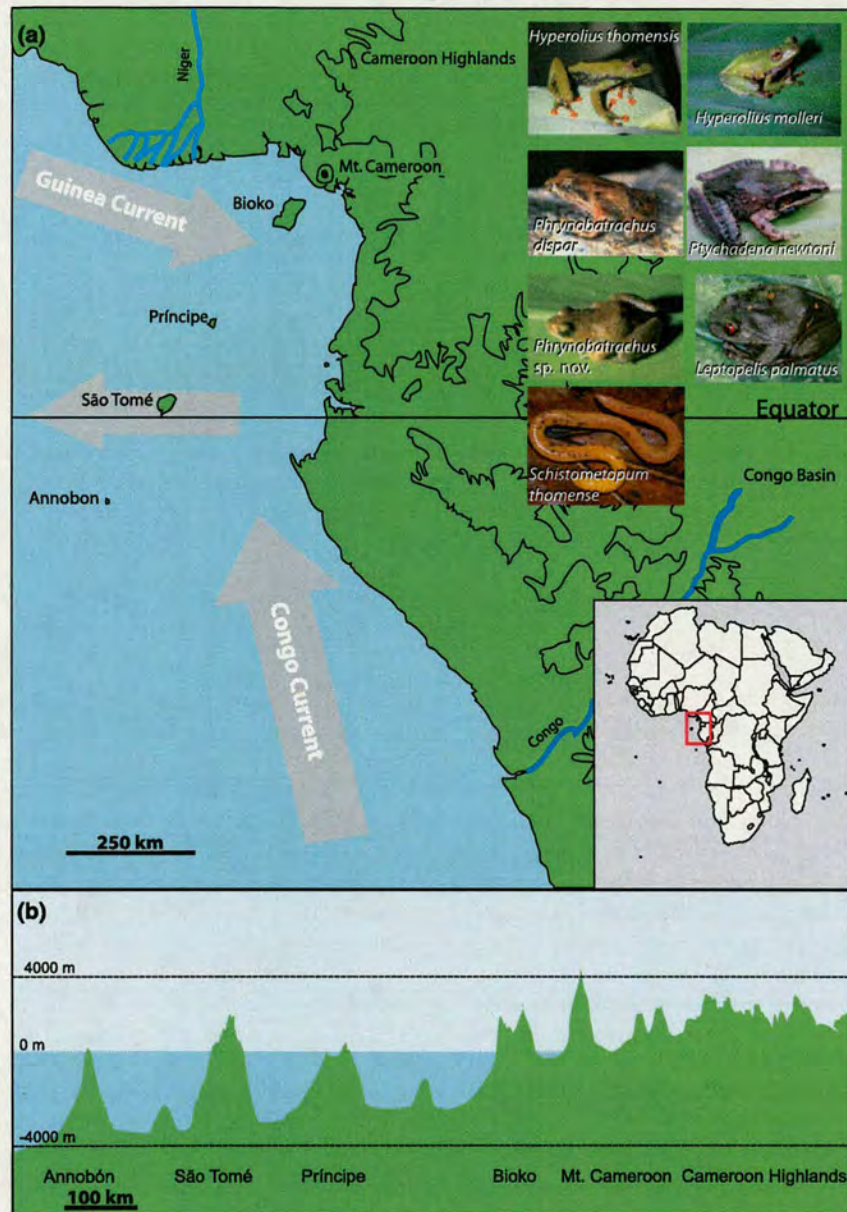 (a)
Niger
Cameroon Highlands
Hyperolius thomensis
Hyperolius molleri
Guinea Current
Bioko
Mt. Cameroon
Phrynobatrachus
dispar
Ptychadena newtoni
Príncipe
Phrynobatrachus
sp. nov.
Leptopelis palmatus
São Tomé
Equator
Schistometopum
thomense
Congo Basin
Annobon
Congo Current
Congo
250 km
(b)
4000 m
0 m
-4000 m
Annobón
São Tomé
Príncipe
Bioko
Mt. Cameroon
Cameroon Highlands
100 km